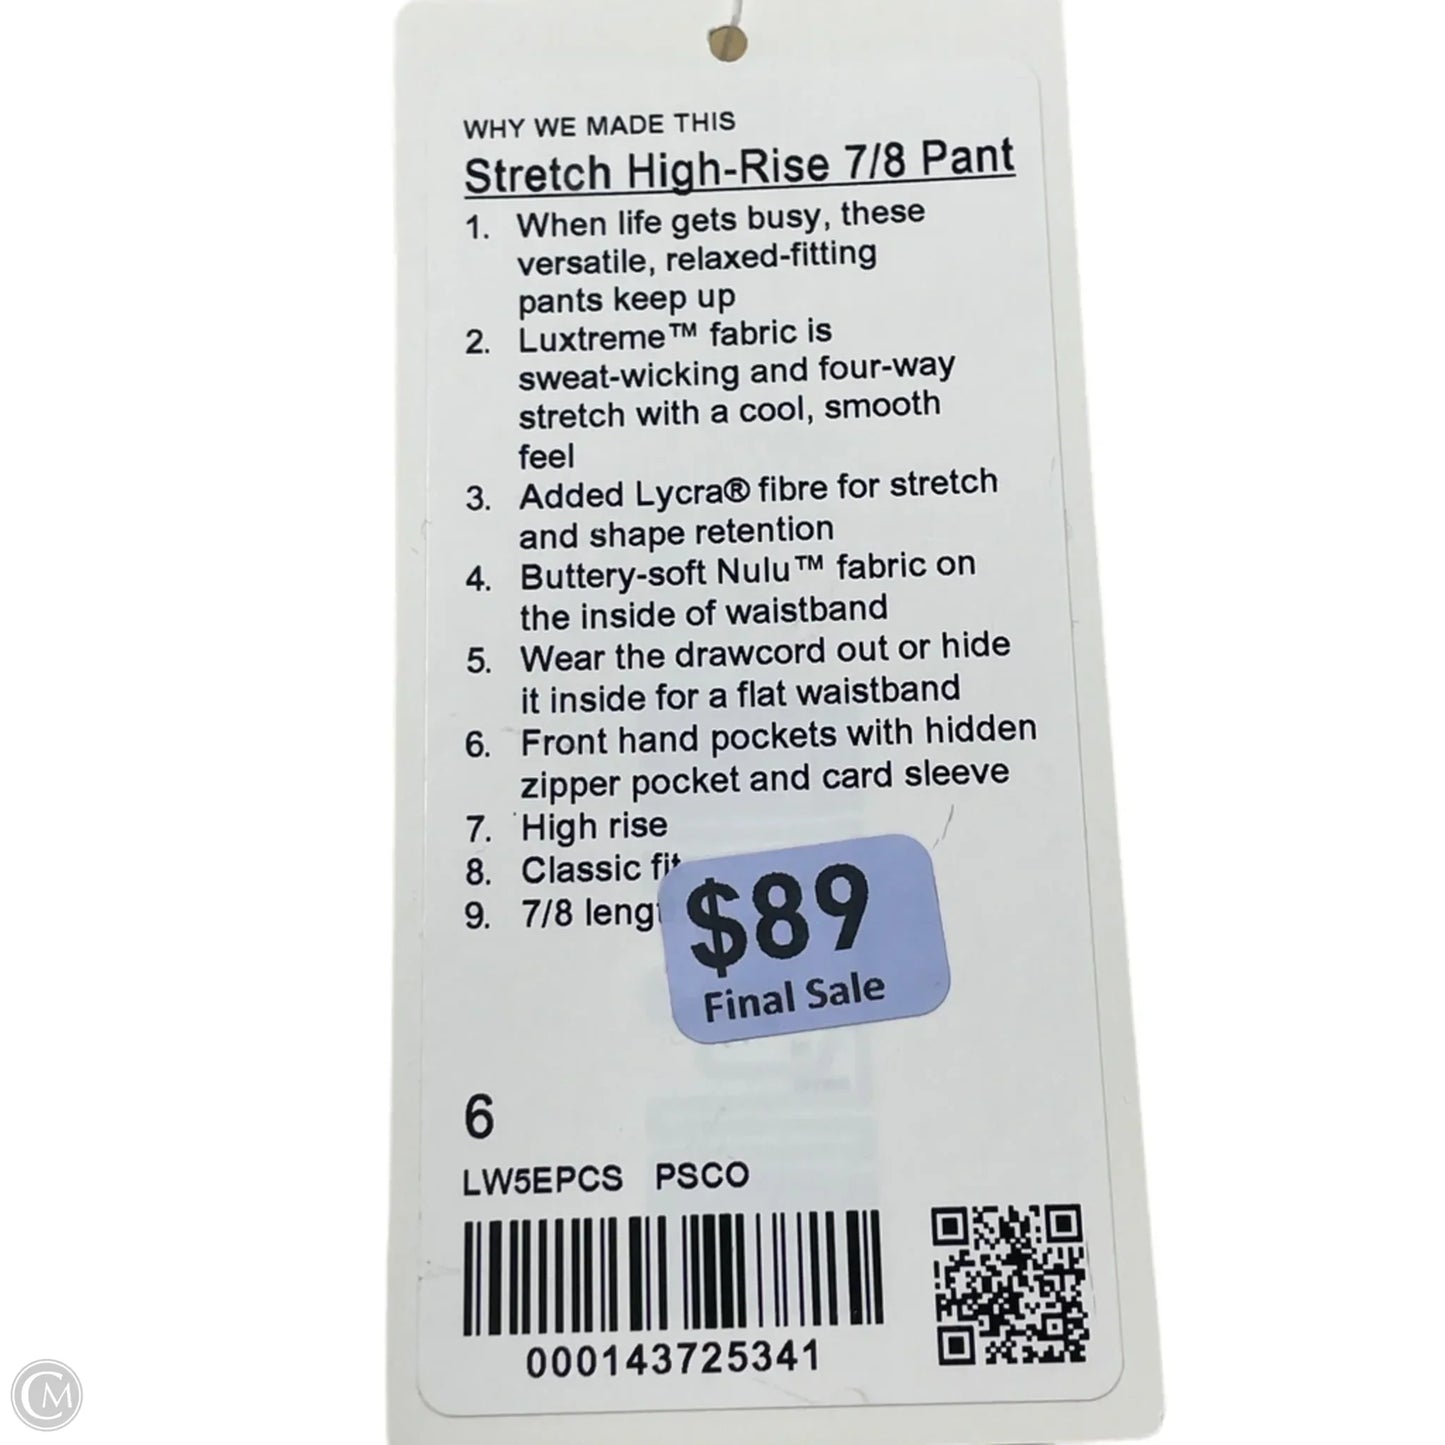 WHY WE MADE THIS
Stretch High-Rise 7/8 Pant
1. When life gets busy, these
versatile, relaxed-fitting
pants keep up
2. Luxtreme™ fabric is
sweat-wicking and four-way
stretch with a cool, smooth
feel
3. Added Lycra® fibre for stretch
and shape retention
4. Buttery-soft Nulu™ fabric on
the inside of waistband
5. Wear the drawcord out or hide
it inside for a flat waistband
6. Front hand pockets with hidden
zipper pocket and card sleeve
7. High rise
8. Classic fit
9. 7/8 leng
$89
Final Sale
6
LW5EPCS PSCO
000143725341
CM